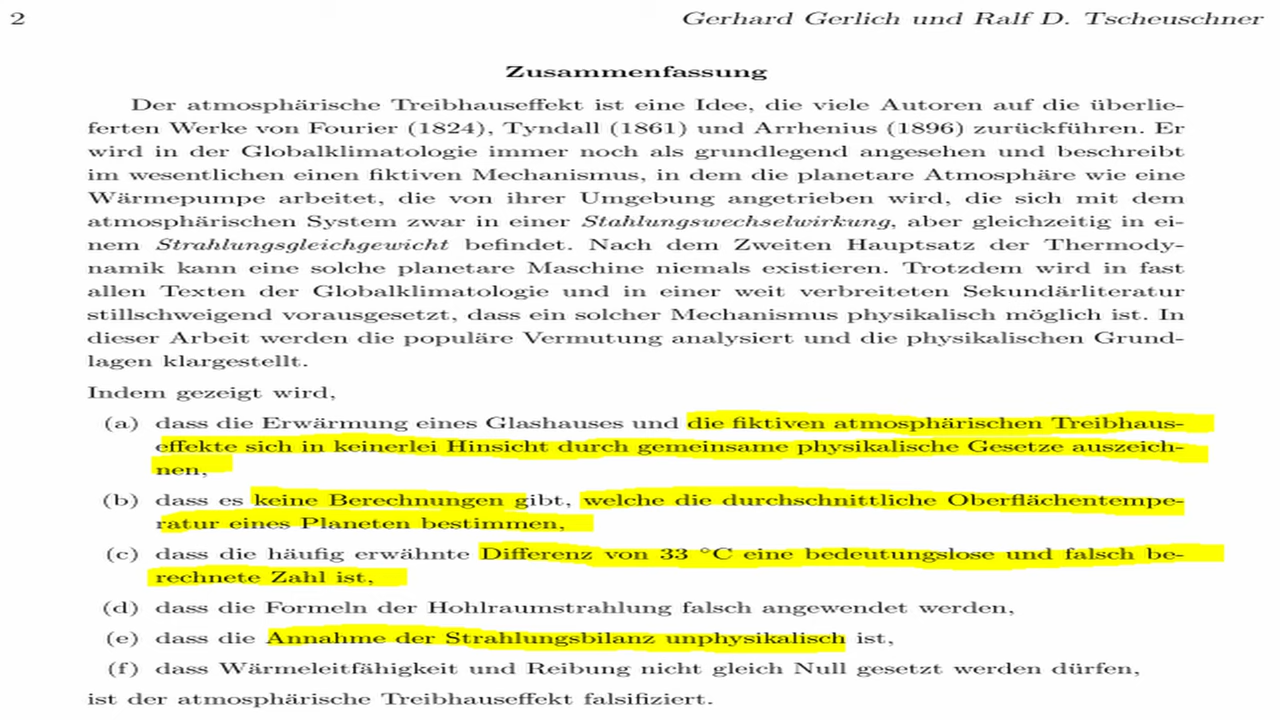 2
Gerhard Gerlich und Ralf D. Tscheuschner
Zusammenfassung
Der atmosphärische Treibhauseffekt ist eine Idee, die viele Autoren auf die überlie-
ferten Werke von Fourier (1824), Tyndall (1861) und Arrhenius (1896) zurückführen. Er
wird in der Globalklimatologie immer noch als grundlegend angesehen und beschreibt
im wesentlichen einen fiktiven Mechanismus, in dem die planetare Atmosphäre wie eine
Wärmepumpe arbeitet, die von ihrer Umgebung angetrieben wird, die sich mit dem
atmosphärischen System zwar in einer Stahlungswechselwirkung, aber gleichzeitig in ei-
nem Strahlungsgleichgewicht befindet. Nach dem Zweiten Hauptsatz der Thermody-
namik kann eine solche planetare Maschine niemals existieren. Trotzdem wird in fast
allen Texten der Globalklimatologie und in einer weit verbreiteten Sekundärliteratur
stillschweigend vorausgesetzt, dass ein solcher Mechanismus physikalisch möglich ist. In
dieser Arbeit werden die populäre Vermutung analysiert und die physikalischen Grund-
lagen klargestellt.
Indem gezeigt wird,
(a) dass die Erwärmung eines Glashauses und die fiktiven atmosphärischen Treibhaus-
effekte sich in keinerlei Hinsicht durch gemeinsame physikalische Gesetze auszeich-
nen,
(b) dass es keine Berechnungen gibt, welche die durchschnittliche Oberflächentempe-
ratur eines Planeten bestimmen,
(c) dass die häufig erwähnte Differenz von 33 °C eine bedeutungslose und falsch be-
rechnete Zahl ist,
(d) dass die Formeln der Hohlraumstrahlung falsch angewendet werden,
(e) dass die Annahme der Strahlungsbilanz unphysikalisch ist,
(f) dass Wärmeleitfähigkeit und Reibung nicht gleich Null gesetzt werden dürfen,
ist der atmosphärische Treibhauseffekt falsifiziert.